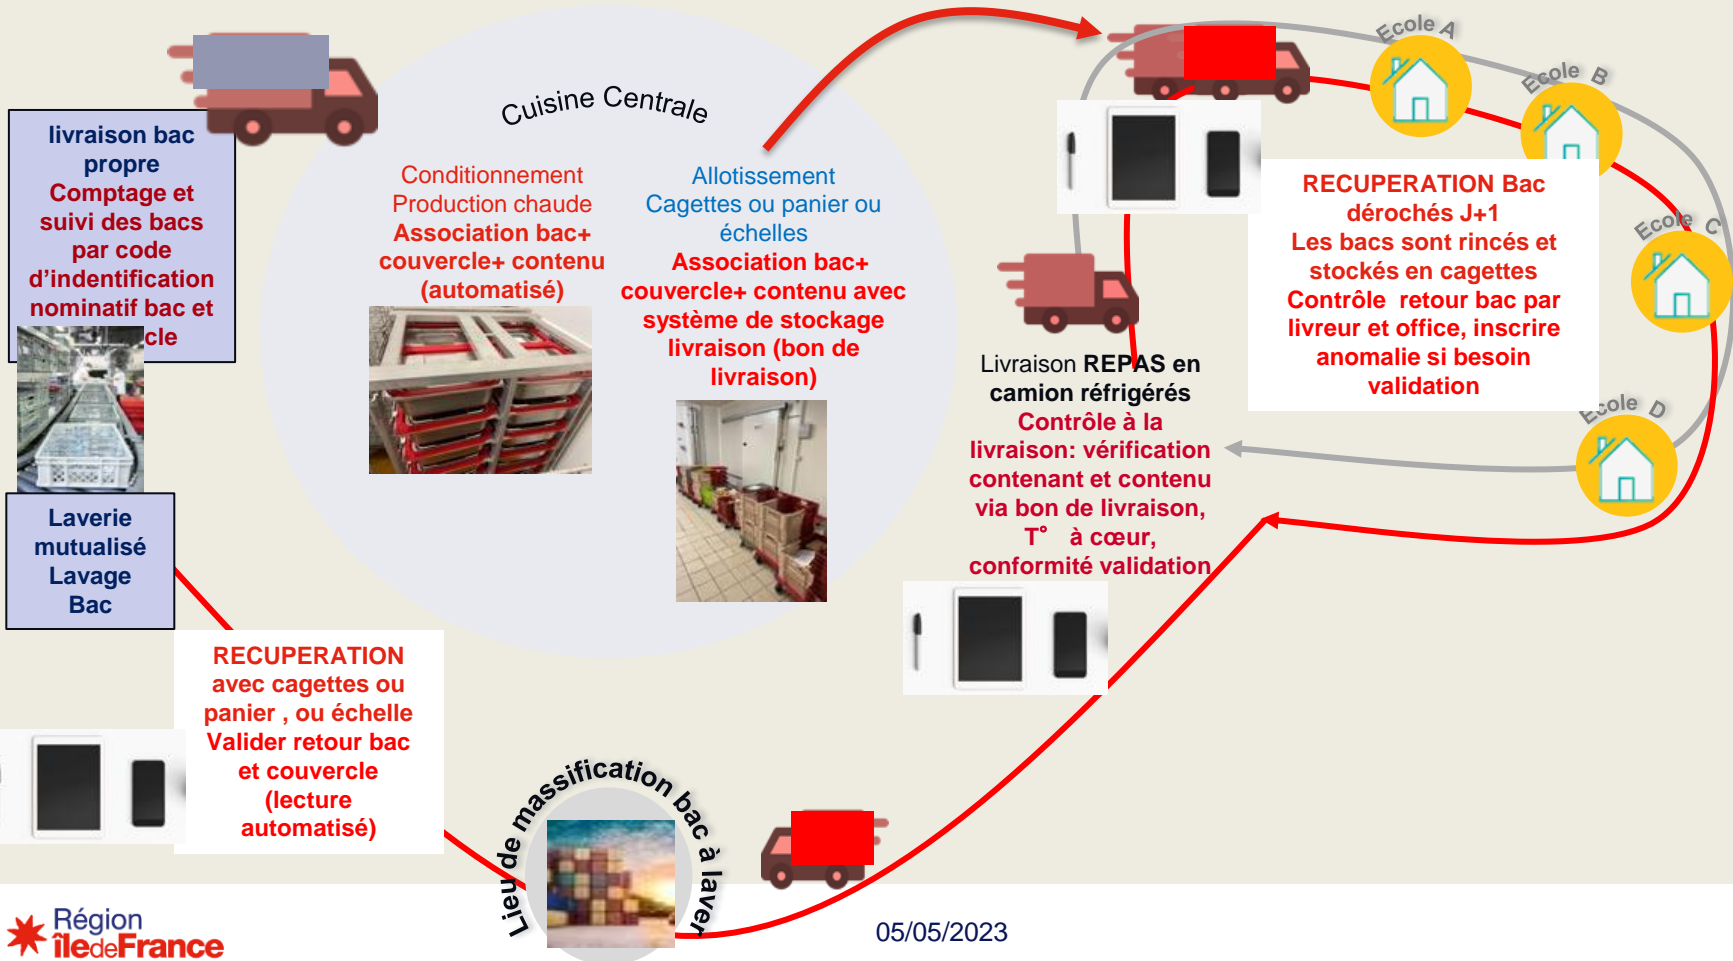 livraison bac
propre
Comptage et
suivi des bacs
par code
d’indentification
nominatif bac et
cle
Laverie
mutualisé
Lavage
Bac
Cuisine Centrale
Conditionnement
Production chaude
Association bac+
couvercle+ contenu
(automatisé)
Allotissement
Cagettes ou panier ou
échelles
Association bac+
couvercle+ contenu avec
système de stockage
livraison (bon de
livraison)
Livraison REPAS en
camion réfrigérés
Contrôle à la
livraison: vérification
contenant et contenu
via bon de livraison,
T° à cœur,
conformité validation
Ecole A
Ecole B
Ecole C
Ecole D
RECUPERATION Bac
dérochés J+1
Les bacs sont rincés et
stockés en cagettes
Contrôle retour bac par
livreur et office, inscrire
anomalie si besoin
validation
RECUPERATION
avec cagettes ou
panier , ou échelle
Valider retour bac
et couvercle
(lecture
automatisé)
Lieu de massification bac à laver
Région
îledeFrance
05/05/2023